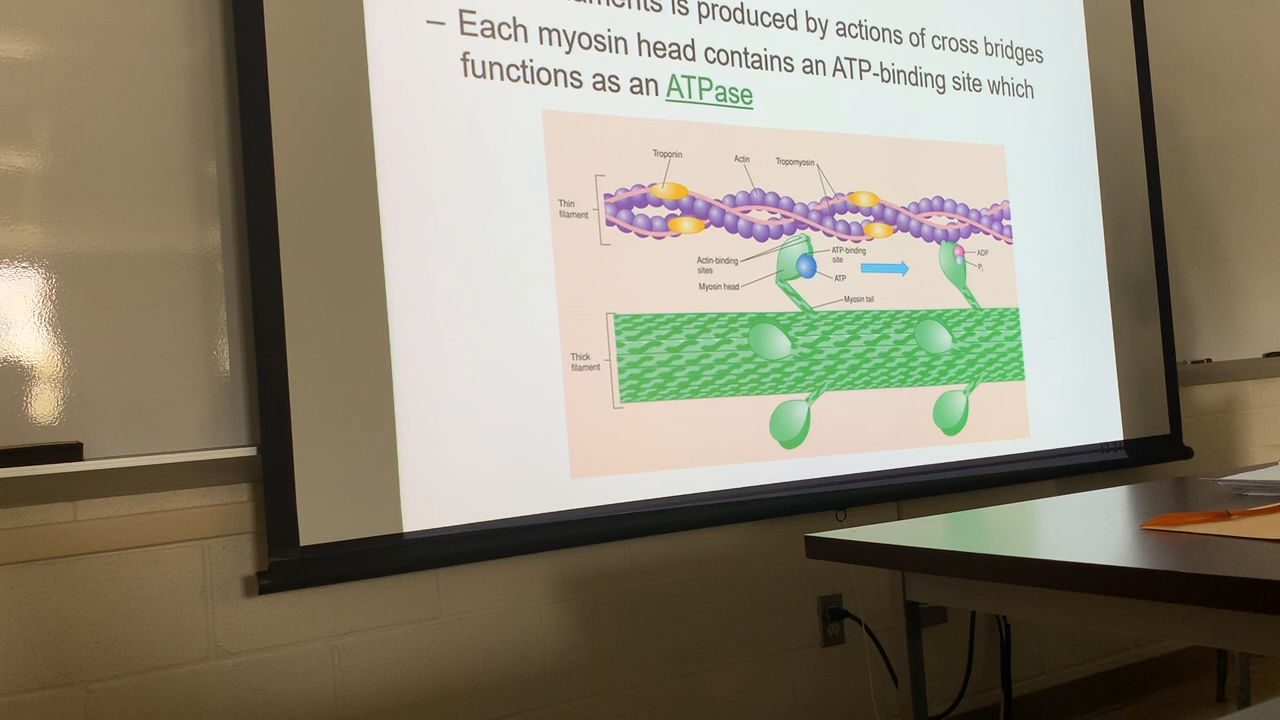 is produced by actions of cross bridges
– Each myosin head contains an ATP-binding site which
functions as an ATPase
Troponin
Actin
Tropomyosin
Thin
filament
Actin-binding
sites
ATP-binding
site
ADP
Pi
Myosin head
ATP
Myosin tail
Thick
filament